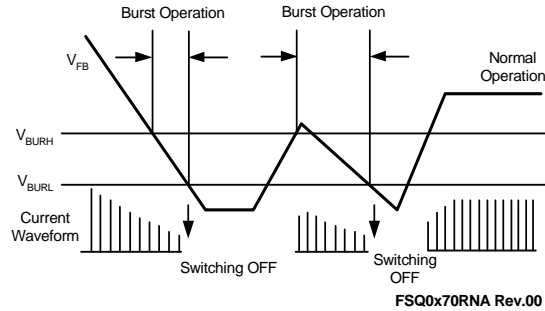 Burst Operation
Burst Operation
V_FB
Normal
Operation
V_BURH
V_BURL
Current
Waveform
Switching OFF
Switching
OFF
FSQ0x70RNA Rev.00